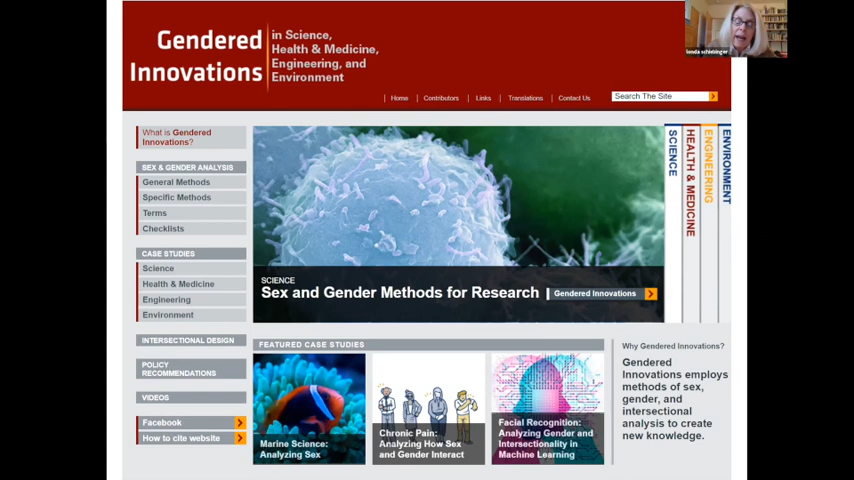 Gendered
Innovations
in Science,
Health & Medicine,
Engineering, and
Environment
londa schiebinger
Home
Contributors
Links
Translations
Contact Us
Search The Site
What is Gendered
Innovations?
SEX & GENDER ANALYSIS
General Methods
Specific Methods
Terms
Checklists
CASE STUDIES
Science
Health & Medicine
Engineering
Environment
INTERSECTIONAL DESIGN
POLICY
RECOMMENDATIONS
VIDEOS
Facebook
How to cite website
SCIENCE
Sex and Gender Methods for Research
Gendered Innovations
SCIENCE
HEALTH & MEDICINE
ENGINEERING
ENVIRONMENT
FEATURED CASE STUDIES
Marine Science:
Analyzing Sex
Chronic Pain:
Analyzing How Sex
and Gender Interact
Facial Recognition:
Analyzing Gender and
Intersectionality in
Machine Learning
Why Gendered Innovations?
Gendered
Innovations employs
methods of sex,
gender, and
intersectional
analysis to create
new knowledge.